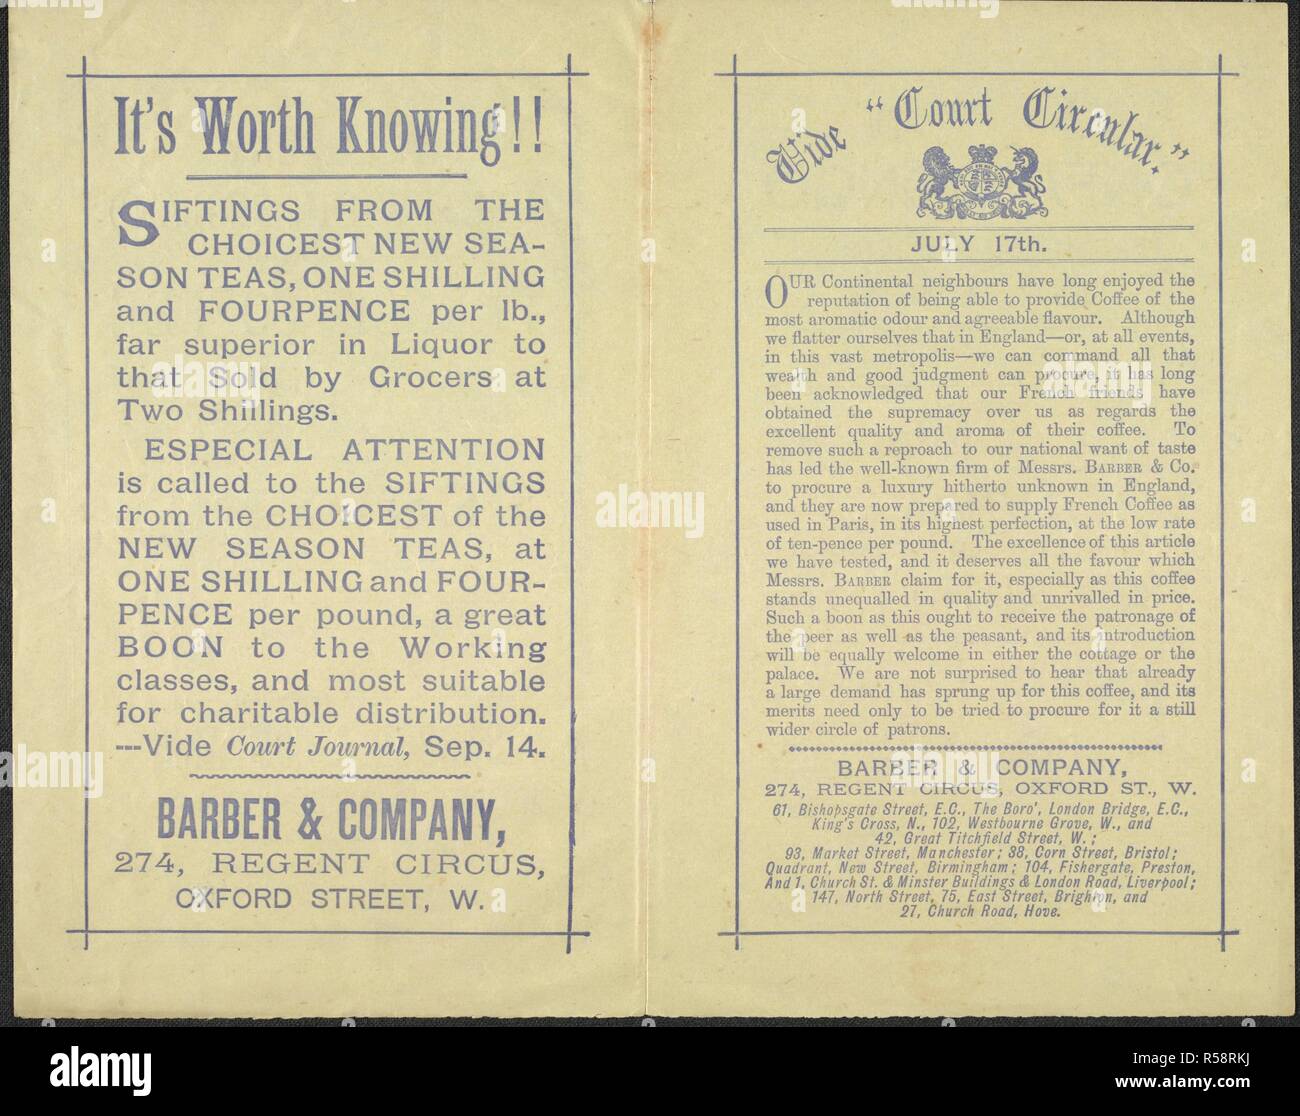 It's Worth Knowing!!
SIFTINGS FROM THE
CHOICEST NEW SEA-
SON TEAS, ONE SHILLING
and FOURPENCE per lb.,
far superior in Liquor to
that Sold by Grocers at
Two Shillings.
ESPECIAL ATTENTION
is called to the SIFTINGS
from the CHOICEST of the
NEW SEASON TEAS, at
ONE SHILLING and FOUR-
PENCE per pound, a great
BOON to the Working
classes, and most suitable
for charitable distribution.
---Vide Court Journal, Sep. 14.
BARBER & COMPANY,
274, REGENT CIRCUS,
OXFORD STREET, W.
Vide "Court Circular."
JULY 17th.
OUR Continental neighbours have long enjoyed the
reputation of being able to provide Coffee of the
most aromatic odour and agreeable flavour. Although
we flatter ourselves that in England—or, at all events,
in this vast metropolis—we can command all that
wealth and good judgment can procure, it has long
been acknowledged that our French friends have
obtained the supremacy over us as regards the
excellent quality and aroma of their coffee. To
remove such a reproach to our national want of taste
has led the well-known firm of Messrs. BARBER & Co.
to procure a luxury hitherto unknown in England,
and they are now prepared to supply French Coffee as
used in Paris, in its highest perfection, at the low rate
of ten-pence per pound. The excellence of this article
we have tested, and it deserves all the favour which
Messrs. BARBER claim for it, especially as this coffee
stands unequalled in quality and unrivalled in price.
Such a boon as this ought to receive the patronage of
the peer as well as the peasant, and its introduction
will be equally welcome in either the cottage or the
palace. We are not surprised to hear that already
a large demand has sprung up for this coffee, and its
merits need only to be tried to procure for it a still
wider circle of patrons.
BARBER & COMPANY,
274, REGENT CIRCUS, OXFORD ST., W.
61, Bishopsgate Street, E.C., The Boro', London Bridge, E.C.,
King's Cross, N., 102, Westbourne Grove, W., and
42, Great Titchfield Street, W.;
93, Market Street, Manchester; 38, Corn Street, Bristol;
Quadrant, New Street, Birmingham; 104, Fishergate, Preston,
And 1, Church St. & Minster Buildings & London Road, Liverpool;
147, North Street, 75, East Street, Brighton, and
27, Church Road, Hove.
alamy
alamy stock photo
Image ID: R58RKJ
www.alamy.com